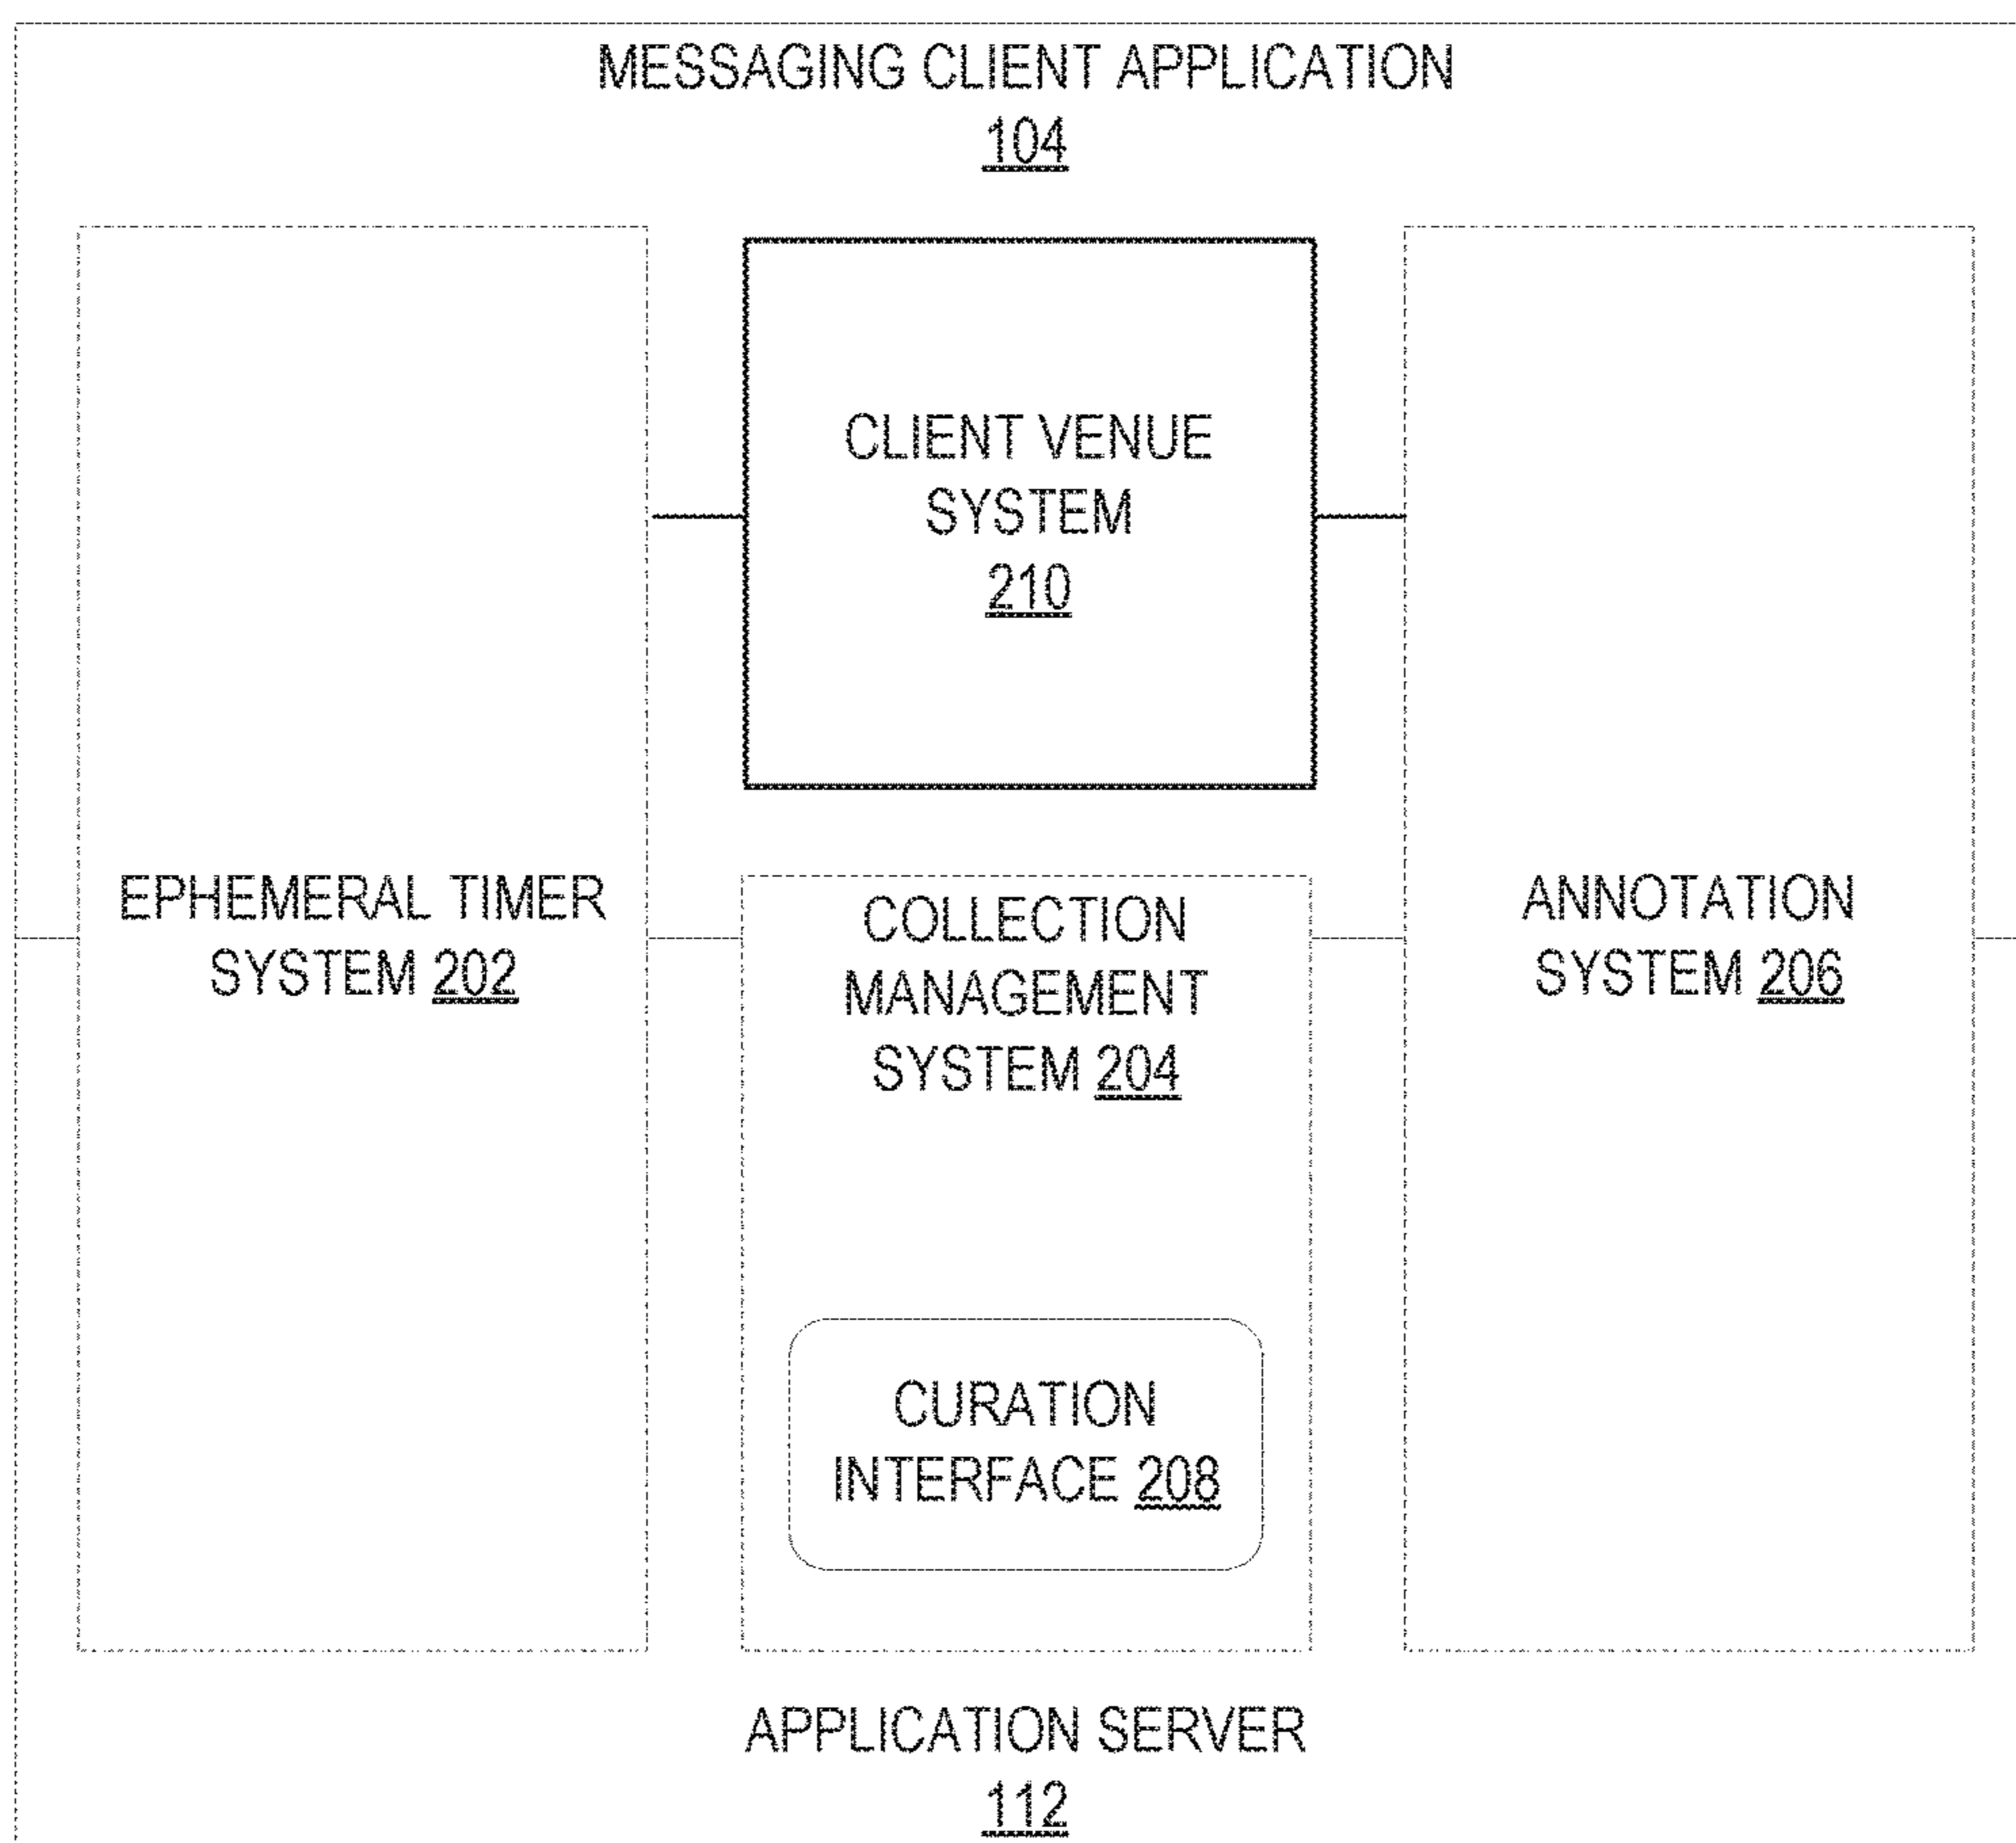 MESSAGING CLIENT APPLICATION
104
CLIENT VENUE
SYSTEM
210
EPHEMERAL TIMER
SYSTEM 202
COLLECTION
MANAGEMENT
SYSTEM 204
ANNOTATION
SYSTEM 206
CURATION
INTERFACE 208
APPLICATION SERVER
112